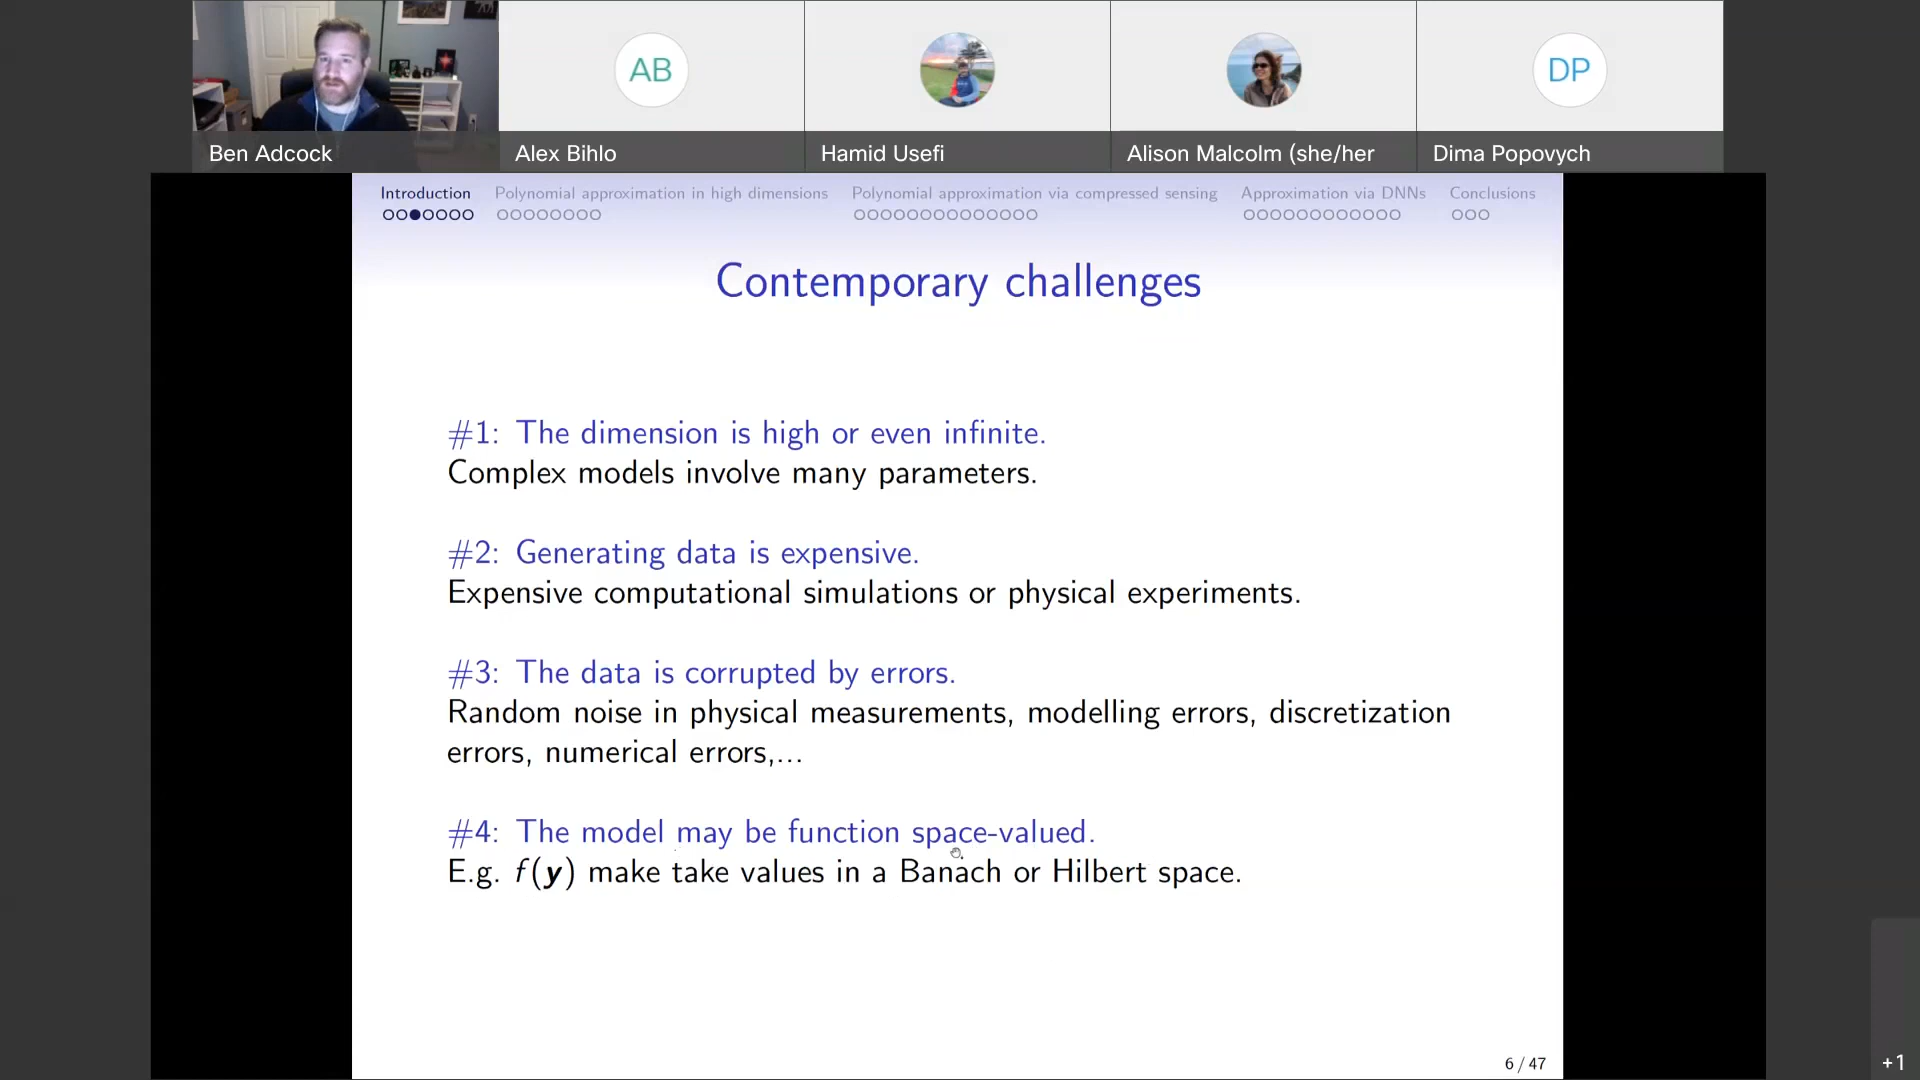 AB
DP
Ben Adcock
Alex Bihlo
Hamid Usefi
Alison Malcolm (she/her
Dima Popovych
Introduction
Polynomial approximation in high dimensions
Polynomial approximation via compressed sensing
Approximation via DNNs
Conclusions
Contemporary challenges
#1: The dimension is high or even infinite.
Complex models involve many parameters.
#2: Generating data is expensive.
Expensive computational simulations or physical experiments.
#3: The data is corrupted by errors.
Random noise in physical measurements, modelling errors, discretization
errors, numerical errors,...
#4: The model may be function space-valued.
E.g. f(y) make take values in a Banach or Hilbert space.
6 / 47
+1